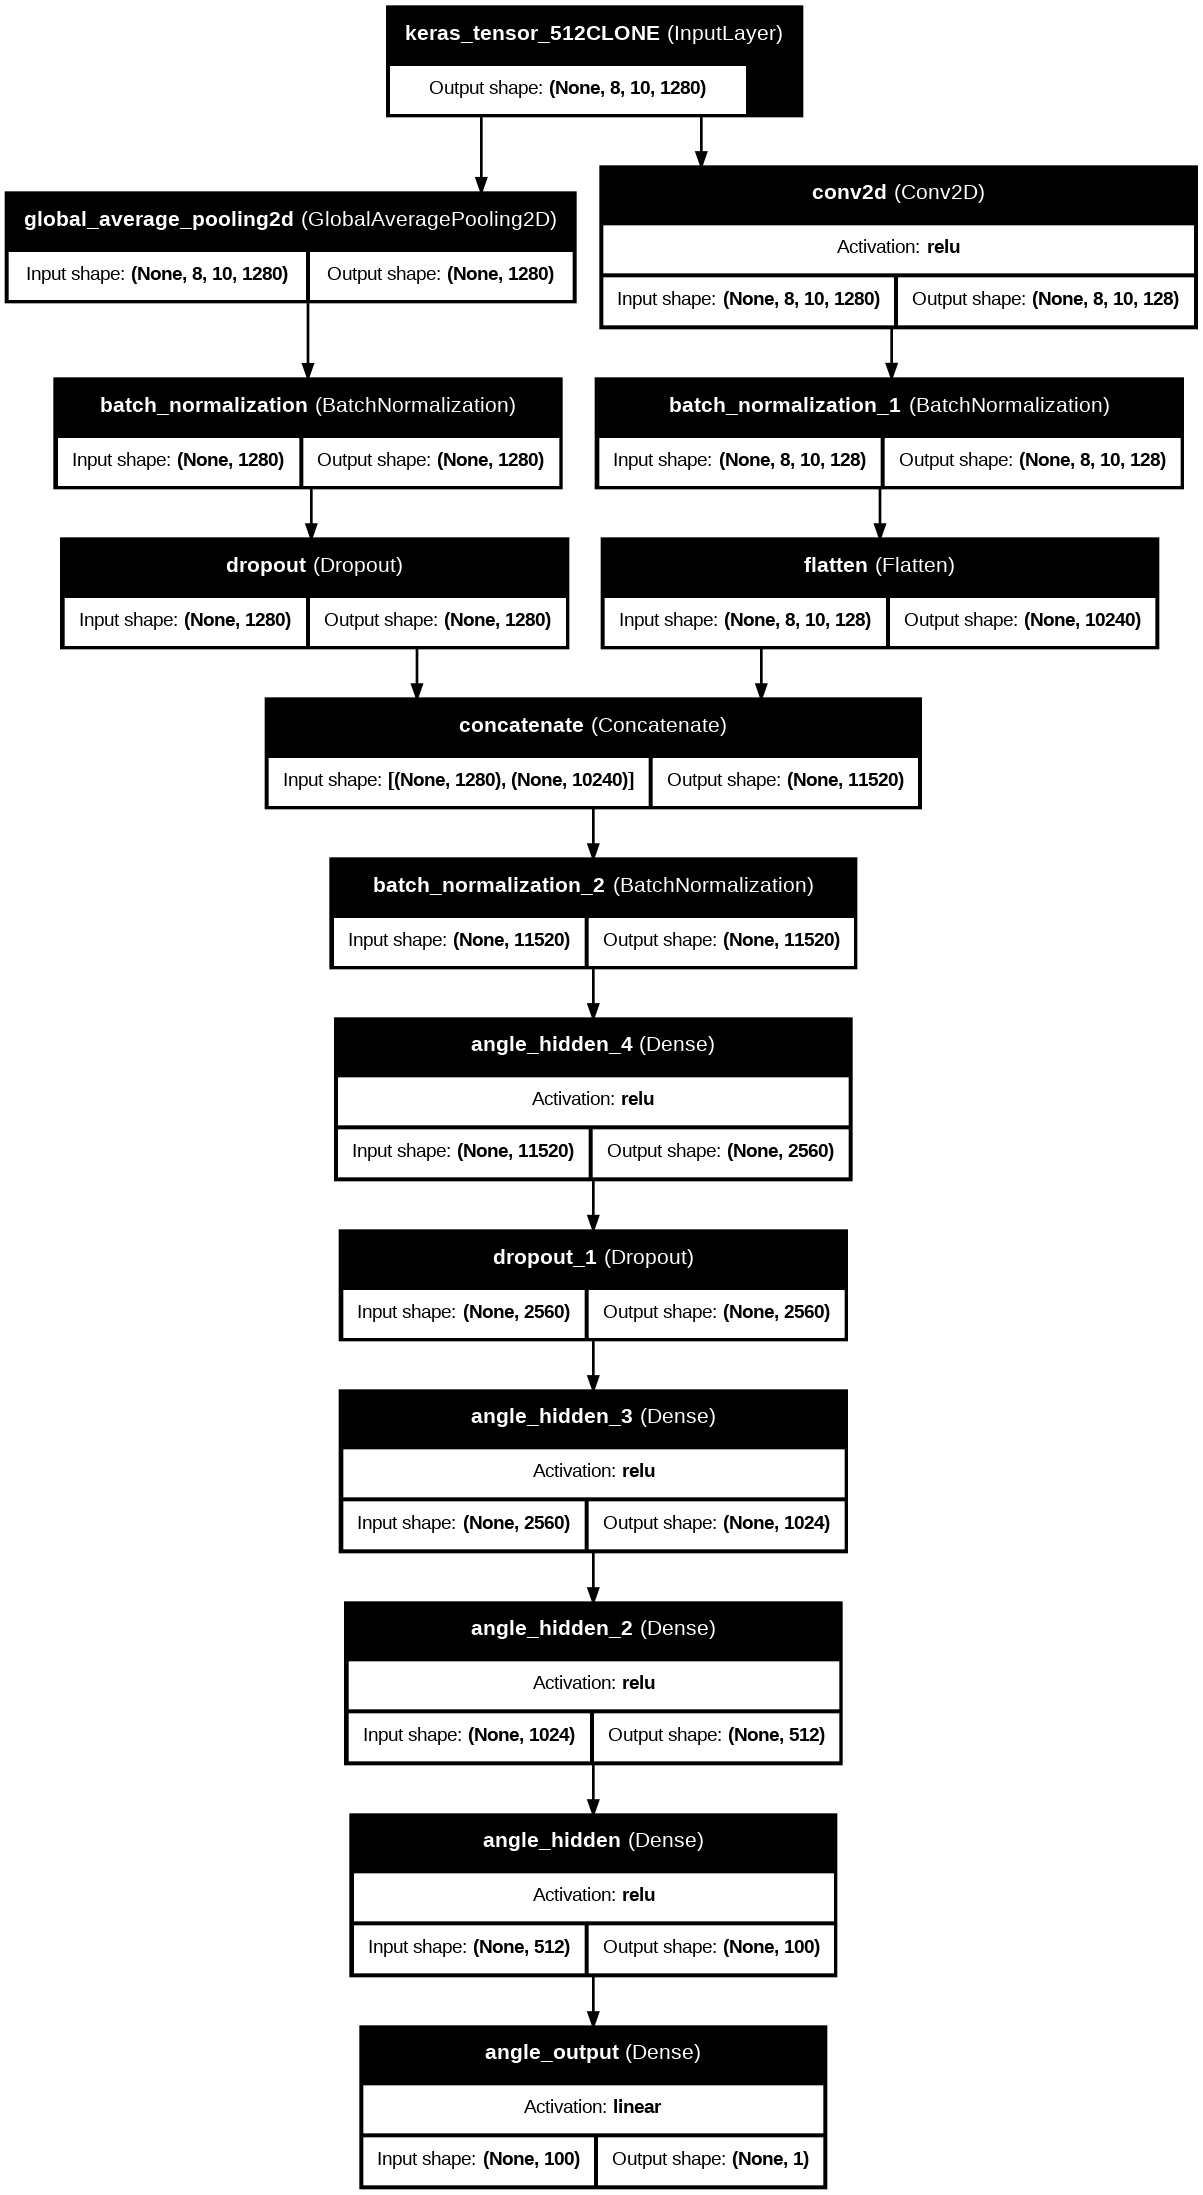 keras_tensor_512CLONE (InputLayer)
Output shape: (None, 8, 10, 1280)
global_average_pooling2d (GlobalAveragePooling2D)
Input shape: (None, 8, 10, 1280) Output shape: (None, 1280)
conv2d (Conv2D)
Activation: relu
Input shape: (None, 8, 10, 1280) Output shape: (None, 8, 10, 128)
batch_normalization (BatchNormalization)
Input shape: (None, 1280) Output shape: (None, 1280)
batch_normalization_1 (BatchNormalization)
Input shape: (None, 8, 10, 128) Output shape: (None, 8, 10, 128)
dropout (Dropout)
Input shape: (None, 1280) Output shape: (None, 1280)
flatten (Flatten)
Input shape: (None, 8, 10, 128) Output shape: (None, 10240)
concatenate (Concatenate)
Input shape: [(None, 1280), (None, 10240)] Output shape: (None, 11520)
batch_normalization_2 (BatchNormalization)
Input shape: (None, 11520) Output shape: (None, 11520)
angle_hidden_4 (Dense)
Activation: relu
Input shape: (None, 11520) Output shape: (None, 2560)
dropout_1 (Dropout)
Input shape: (None, 2560) Output shape: (None, 2560)
angle_hidden_3 (Dense)
Activation: relu
Input shape: (None, 2560) Output shape: (None, 1024)
angle_hidden_2 (Dense)
Activation: relu
Input shape: (None, 1024) Output shape: (None, 512)
angle_hidden (Dense)
Activation: relu
Input shape: (None, 512) Output shape: (None, 100)
angle_output (Dense)
Activation: linear
Input shape: (None, 100) Output shape: (None, 1)